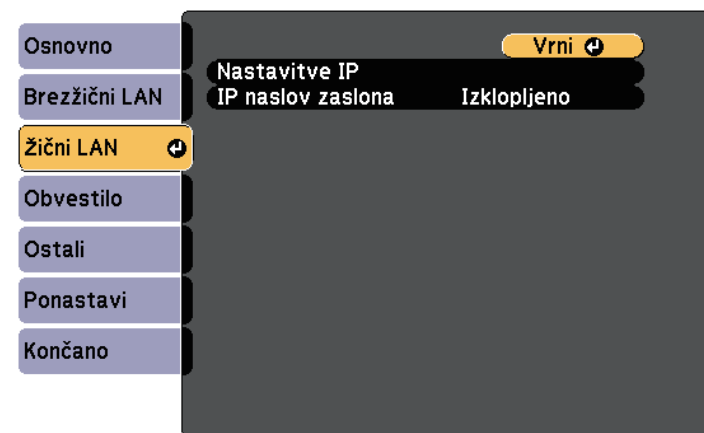 Osnovno
Brezžični LAN
Žični LAN
Obvestilo
Ostali
Ponastavi
Končano
Vrni
Nastavitve IP
IP naslov zaslona Izklopljeno